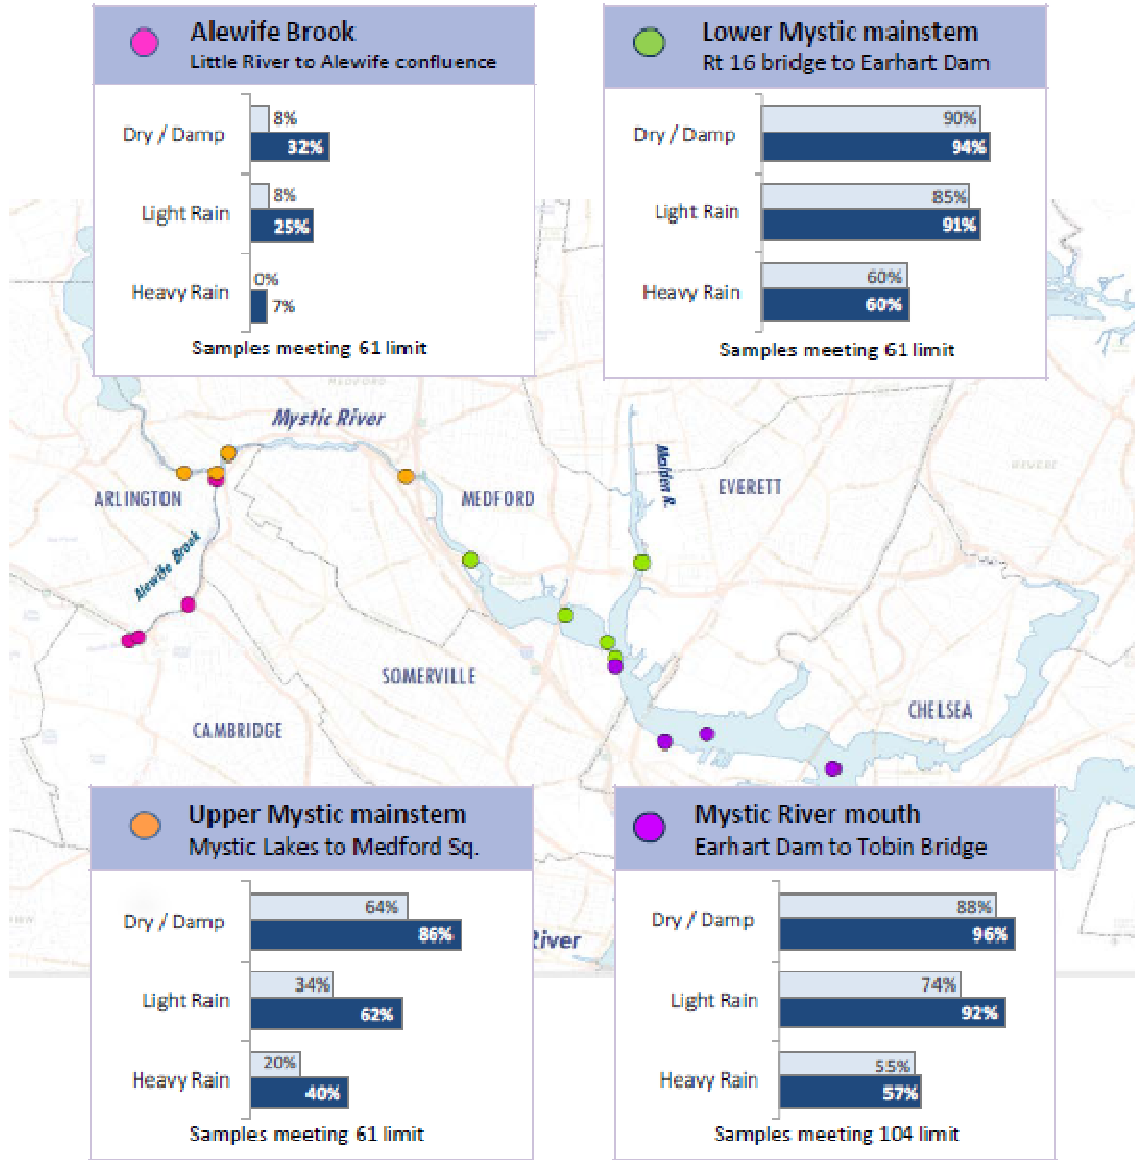 Alewife Brook
Little River to Alewife confluence
Dry / Damp
8%
32%
Light Rain
8%
25%
Heavy Rain
0%
7%
Samples meeting 61 limit
Lower Mystic mainstem
Rt 16 bridge to Earhart Dam
Dry / Damp
90%
94%
Light Rain
85%
91%
Heavy Rain
60%
60%
Samples meeting 61 limit
MEDFORD
Mystic River
Malden R.
ARLINGTON
MEDFORD
EVERETT
REVERE
Alewife Brook
SOMERVILLE
CAMBRIDGE
CHELSEA
River
Upper Mystic mainstem
Mystic Lakes to Medford Sq.
Dry / Damp
64%
86%
Light Rain
34%
62%
Heavy Rain
20%
40%
Samples meeting 61 limit
Mystic River mouth
Earhart Dam to Tobin Bridge
Dry / Damp
88%
96%
Light Rain
74%
92%
Heavy Rain
55%
57%
Samples meeting 104 limit